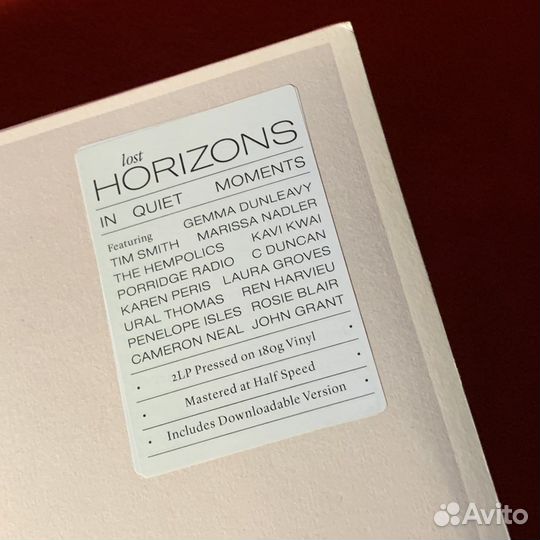 lost
HORIZONS
IN QUIET MOMENTS
Featuring GEMMA DUNLEAVY
TIM SMITH MARISSA NADLER
THE HEMPOLICS KAVI KWAI
PORRIDGE RADIO C DUNCAN
KAREN PERIS LAURA GROVES
URAL THOMAS REN HARVIEU
PENELOPE ISLES ROSIE BLAIR
CAMERON NEAL JOHN GRANT
• 2LP Pressed on 180g Vinyl •
• Mastered at Half Speed •
• Includes Downloadable Version •
Avito